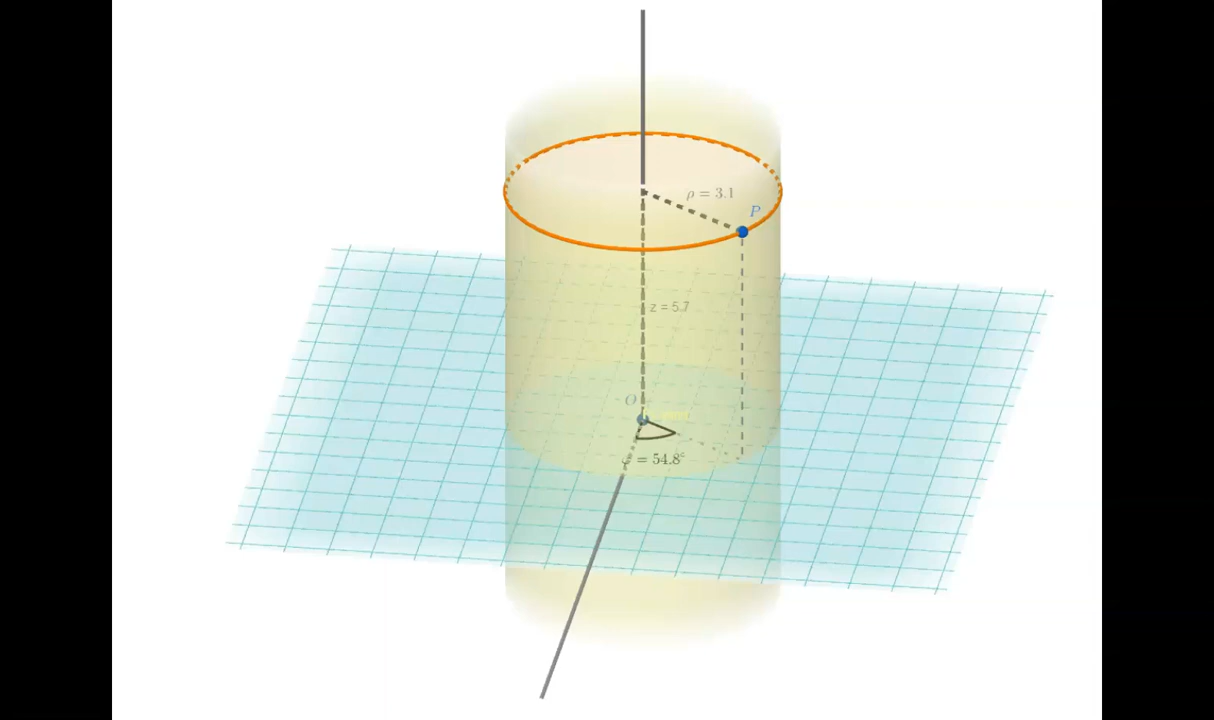 ρ = 3.1
P
z = 5.7
O
φ = 54.8°